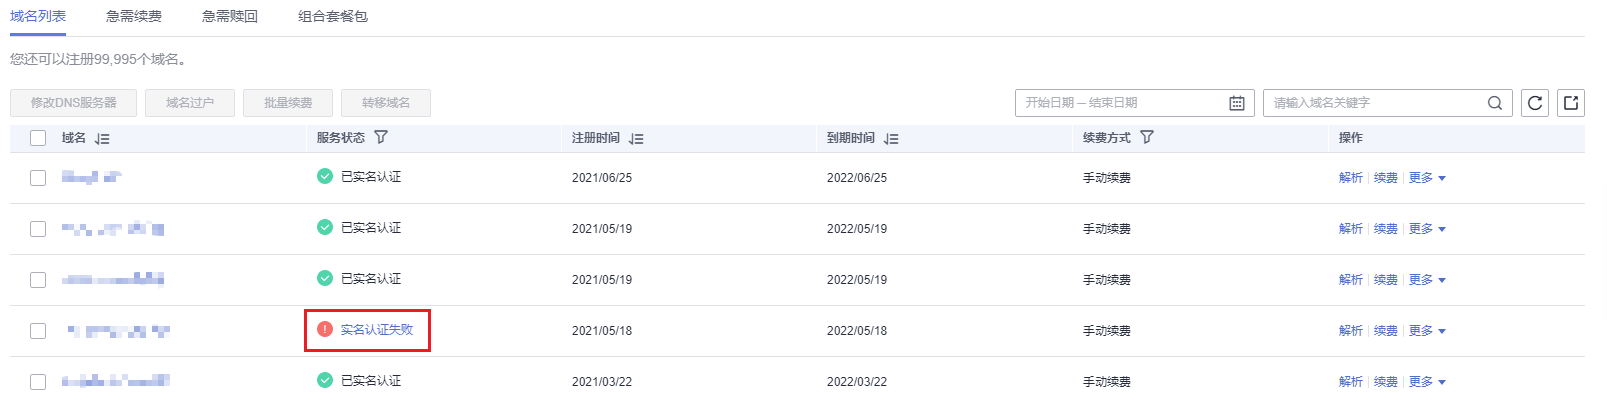 域名列表 急需续费 急需赎回 组合套餐包
您还可以注册99,995个域名。
修改DNS服务器 域名过户 批量续费 转移域名 开始日期 – 结束日期 请输入域名关键字
域名 服务状态 注册时间 到期时间 续费方式 操作
已实名认证 2021/06/25 2022/06/25 手动续费 解析 续费 更多
已实名认证 2021/05/19 2022/05/19 手动续费 解析 续费 更多
已实名认证 2021/05/19 2022/05/19 手动续费 解析 续费 更多
实名认证失败 2021/05/18 2022/05/18 手动续费 解析 续费 更多
已实名认证 2021/03/22 2022/03/22 手动续费 解析 续费 更多